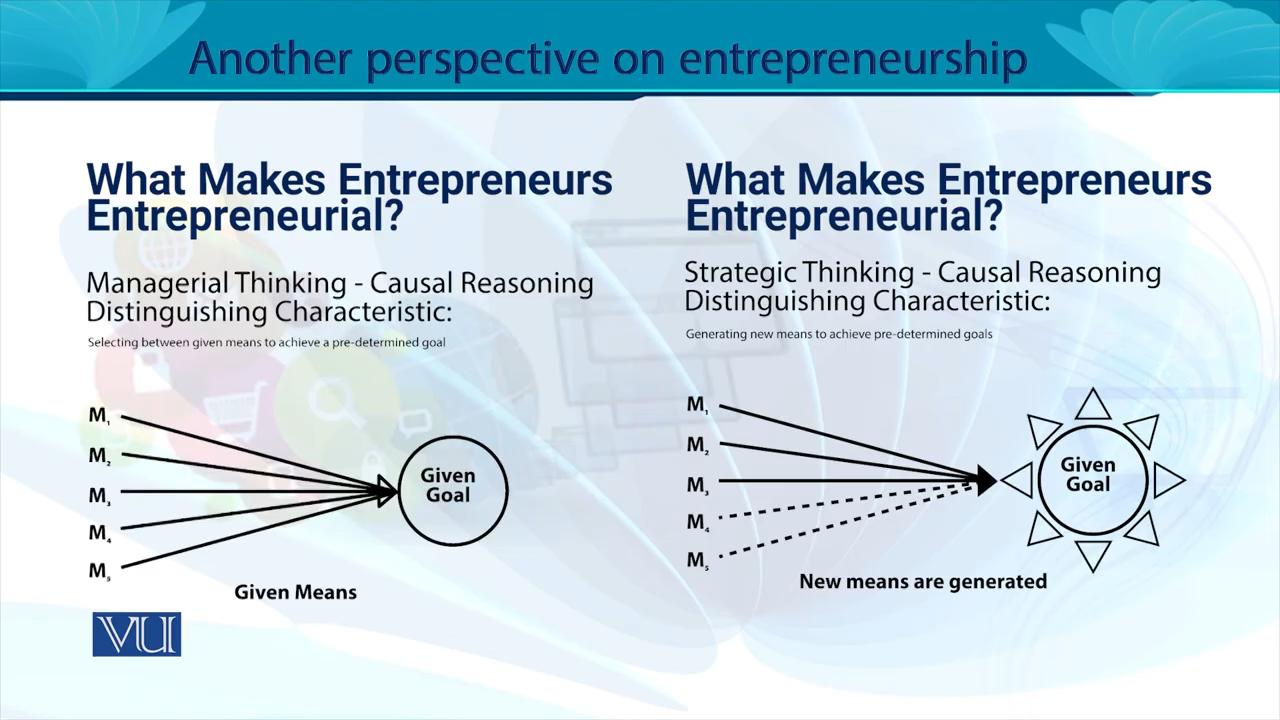 Another perspective on entrepreneurship
What Makes Entrepreneurs
Entrepreneurial?
Managerial Thinking - Causal Reasoning
Distinguishing Characteristic:
Selecting between given means to achieve a pre-determined goal
M₁
M₂
M₃
M₄
M₅
Given
Goal
Given Means
What Makes Entrepreneurs
Entrepreneurial?
Strategic Thinking - Causal Reasoning
Distinguishing Characteristic:
Generating new means to achieve pre-determined goals
M₁
M₂
M₃
M₄
M₅
Given
Goal
New means are generated
VU